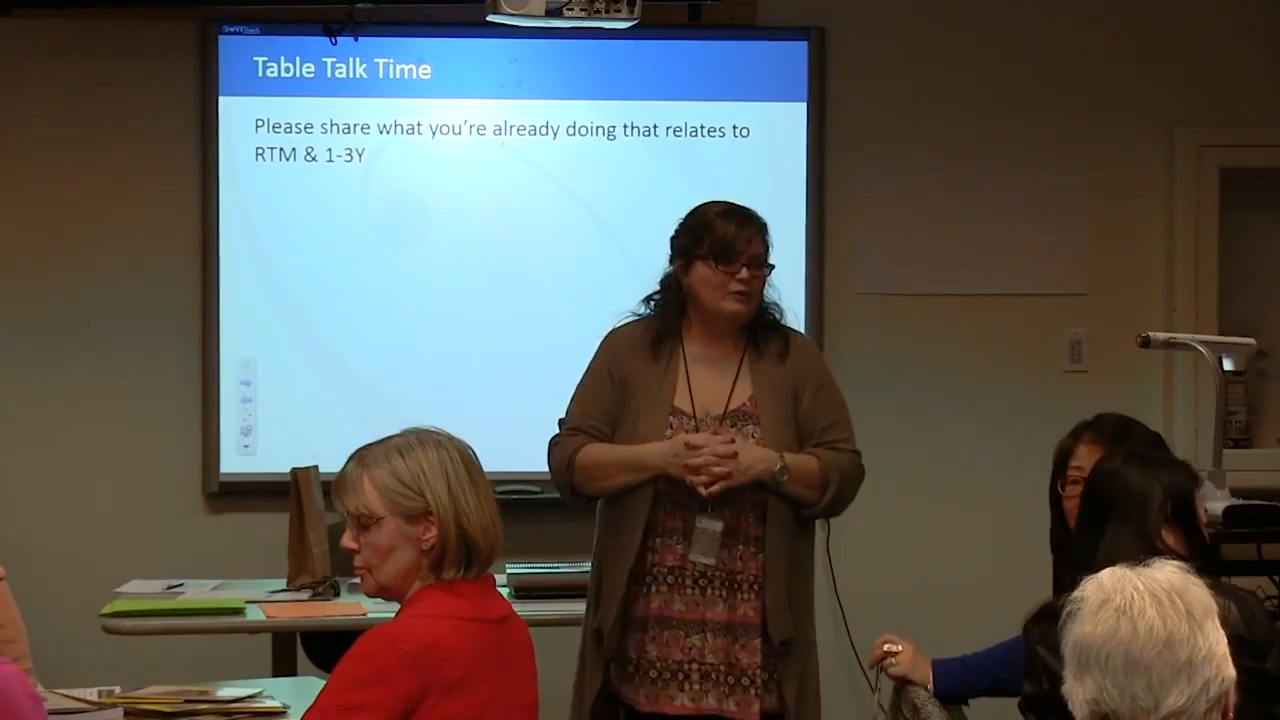 Table Talk Time
Please share what you're already doing that relates to
RTM & 1-3Y